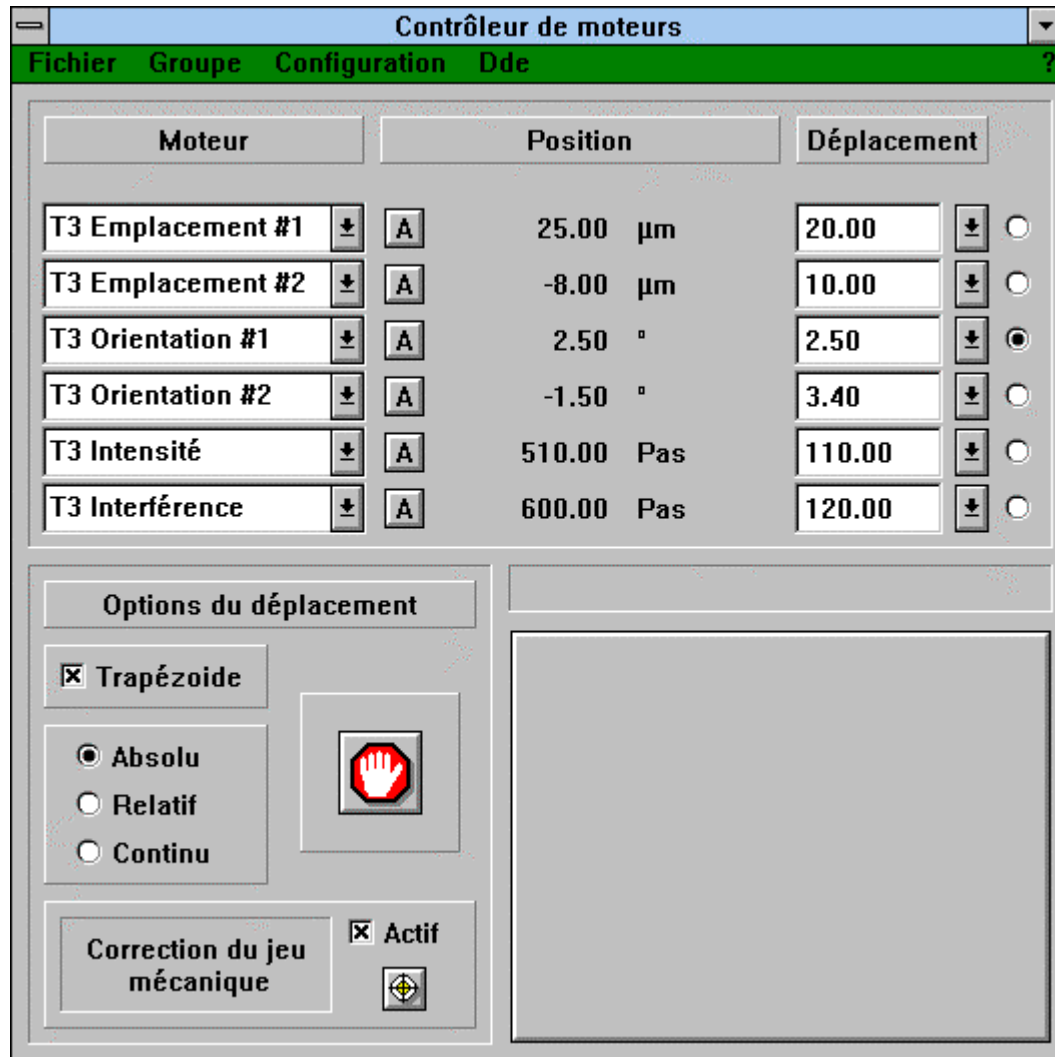 Contrôleur de moteurs
Fichier Groupe Configuration Dde ?
Moteur Position Déplacement
T3 Emplacement #1 A 25.00 µm 20.00
T3 Emplacement #2 A -8.00 µm 10.00
T3 Orientation #1 A 2.50 ° 2.50
T3 Orientation #2 A -1.50 ° 3.40
T3 Intensité A 510.00 Pas 110.00
T3 Interférence A 600.00 Pas 120.00
Options du déplacement
Trapézoide
Absolu
Relatif
Continu
Correction du jeu
mécanique
Actif